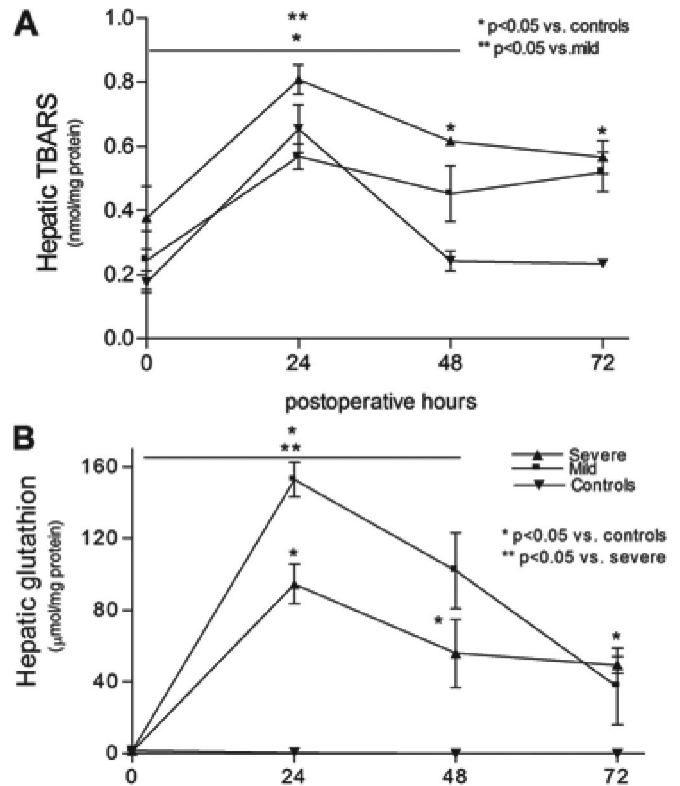 A
1.0
**
*
* p<0.05 vs. controls
** p<0.05 vs.mild
0.8
*
*
0.6
0.4
0.2
0.0
Hepatic TBARS
(nmol/mg protein)
0 24 48 72
postoperative hours
B
*
**
160
Severe
Mild
Controls
* p<0.05 vs. controls
** p<0.05 vs. severe
120
*
80
*
*
40
0
Hepatic glutathion
(μmol/mg protein)
0 24 48 72